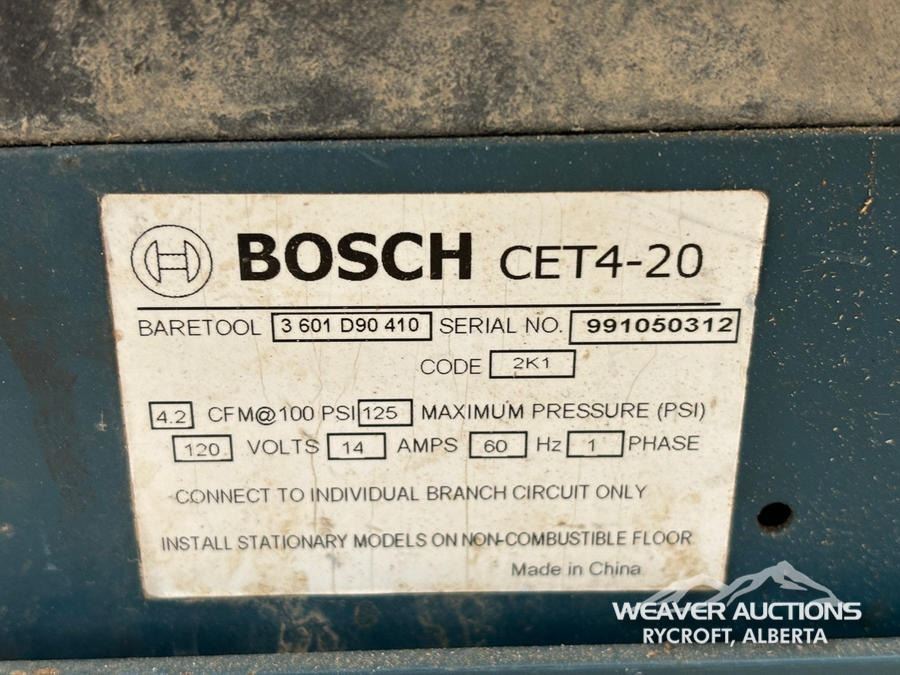 BOSCH CET4-20
BARETOOL 3 601 D90 410 SERIAL NO. 991050312
CODE 2K1
4.2 CFM@100 PSI 125 MAXIMUM PRESSURE (PSI)
120 VOLTS 14 AMPS 60 Hz 1 PHASE
CONNECT TO INDIVIDUAL BRANCH CIRCUIT ONLY
INSTALL STATIONARY MODELS ON NON-COMBUSTIBLE FLOOR
Made in China
WEAVER AUCTIONS
RYCROFT, ALBERTA